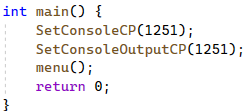 int main() {
    SetConsoleCP(1251);
    SetConsoleOutputCP(1251);
    menu();
    return 0;
}